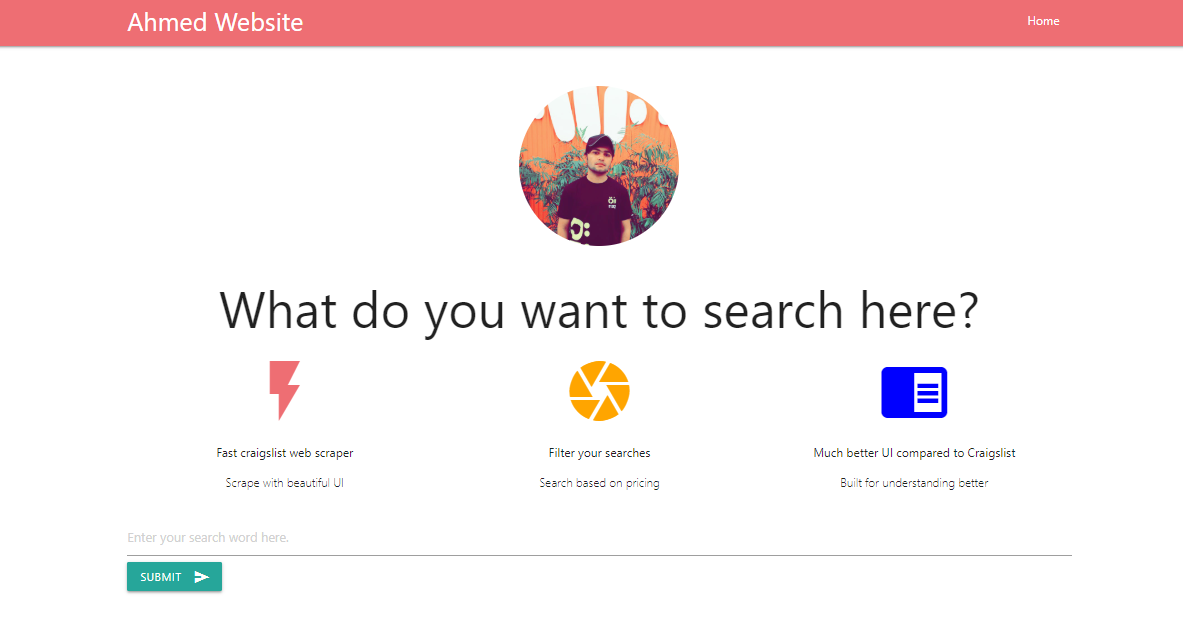 Ahmed Website
Home
What do you want to search here?
Fast craigslist web scraper
Scrape with beautiful UI
Filter your searches
Search based on pricing
Much better UI compared to Craigslist
Built for understanding better
Enter your search word here.
SUBMIT